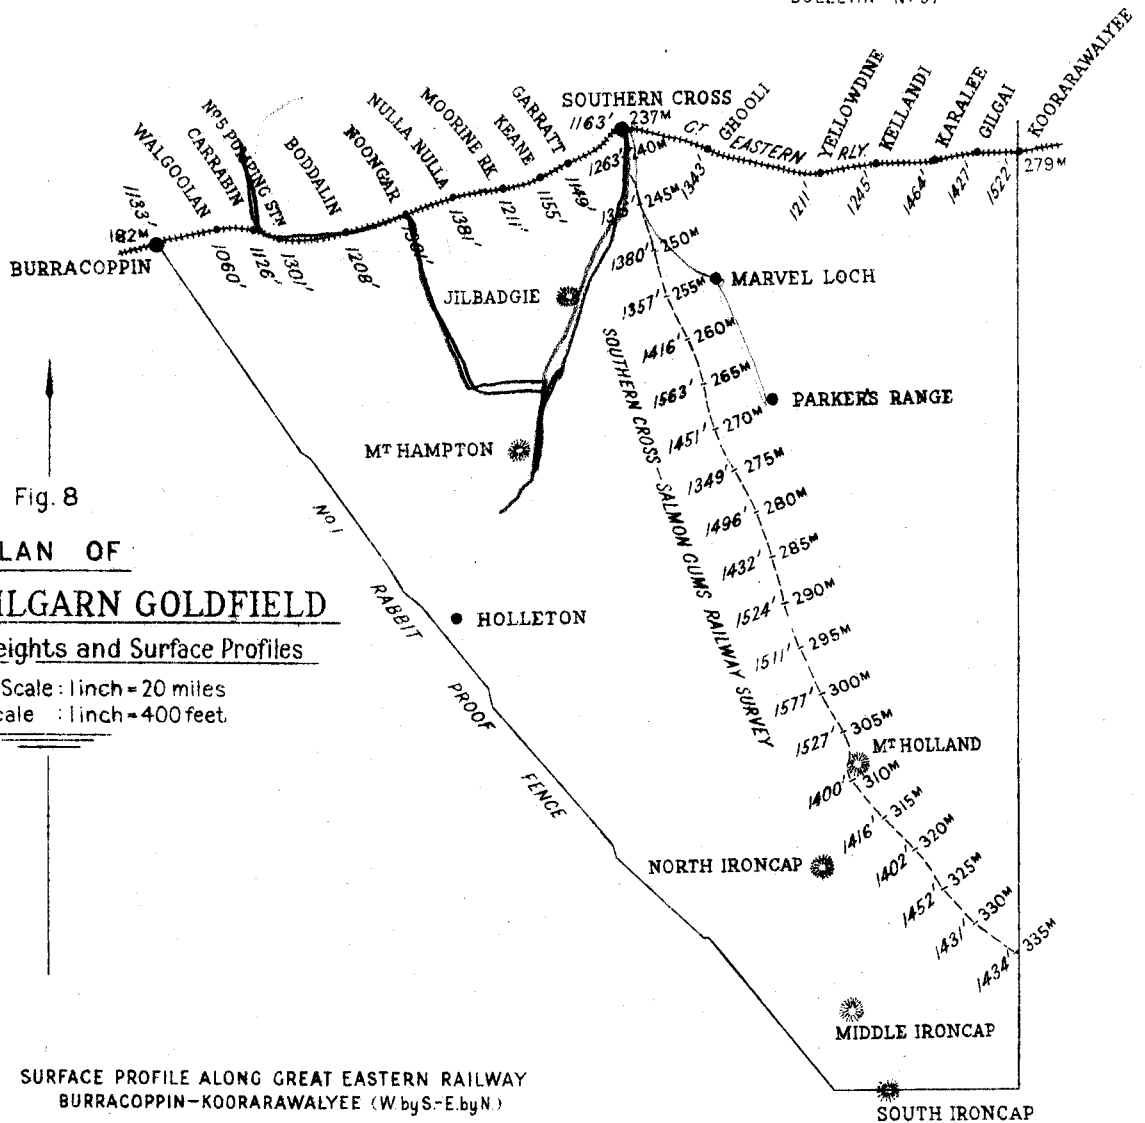 SOUTHERN CROSS
1163' 237M
GT EASTERN RLY.
WALGOOLAN
CARRABIN
No5 PUMPING STN
BODDALIN
NOONGAR
NULLA NULLA
MOORINE RK
KEANE
GARRATT
GHOOLI
YELLOWDINE
KELLANDI
KARALEE
GILGAI
KOORARAWALYEE
1133'
182M
BURRACOPPIN
1060'
1126'
1301'
1208'
1381'
1211'
1155'
1149'
1343'
1211'
1245'
1464'
1427'
1522'
279M
1263' 240M
245M
1380' 250M
1357' 255M
1416' 260M
1563' 265M
1451' 270M
1349' 275M
1496' 280M
1432' 285M
1524' 290M
1511' 295M
1577' 300M
1527' 305M
1400' 310M
1416' 315M
1402' 320M
1452' 325M
1431' 330M
1434' 335M
JILBADGIE
MARVEL LOCH
PARKER'S RANGE
MT HAMPTON
SOUTHERN CROSS-SALMON GUMS RAILWAY SURVEY
Fig. 8
LAN OF
ILGARN GOLDFIELD
eights and Surface Profiles
Scale : 1 inch = 20 miles
cale : 1 inch = 400 feet
No 1 RABBIT PROOF FENCE
HOLLETON
MT HOLLAND
NORTH IRONCAP
MIDDLE IRONCAP
SOUTH IRONCAP
SURFACE PROFILE ALONG GREAT EASTERN RAILWAY
BURRACOPPIN-KOORARAWALYEE (W. by S.-E. by N.)